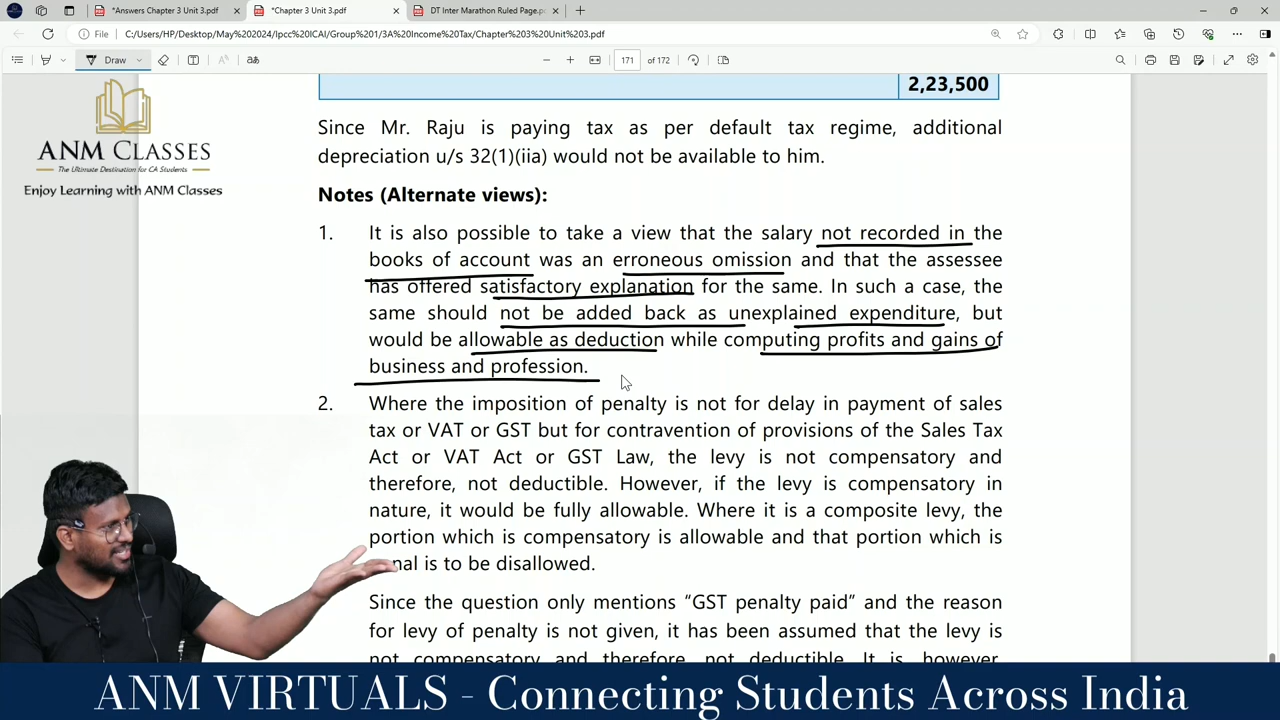 *Answers Chapter 3 Unit 3.pdf
*Chapter 3 Unit 3.pdf
DT Inter Marathon Ruled Page.p
File
C:/Users/HP/Desktop/May%202024/Ipcc%20ICAI/Group%201/3A%20Income%20Tax/Chapter%203%20Unit%203.pdf
Draw
171 of 172
2,23,500
ANM CLASSES
The Ultimate Destination for CA Students
Enjoy Learning with ANM Classes
Since Mr. Raju is paying tax as per default tax regime, additional
depreciation u/s 32(1)(iia) would not be available to him.
Notes (Alternate views):
1. It is also possible to take a view that the salary not recorded in the
books of account was an erroneous omission and that the assessee
has offered satisfactory explanation for the same. In such a case, the
same should not be added back as unexplained expenditure, but
would be allowable as deduction while computing profits and gains of
business and profession.
2. Where the imposition of penalty is not for delay in payment of sales
tax or VAT or GST but for contravention of provisions of the Sales Tax
Act or VAT Act or GST Law, the levy is not compensatory and
therefore, not deductible. However, if the levy is compensatory in
nature, it would be fully allowable. Where it is a composite levy, the
portion which is compensatory is allowable and that portion which is
nal is to be disallowed.
Since the question only mentions “GST penalty paid” and the reason
for levy of penalty is not given, it has been assumed that the levy is
not compensatory and therefore, not deductible. It is, however,
ANM VIRTUALS - Connecting Students Across India